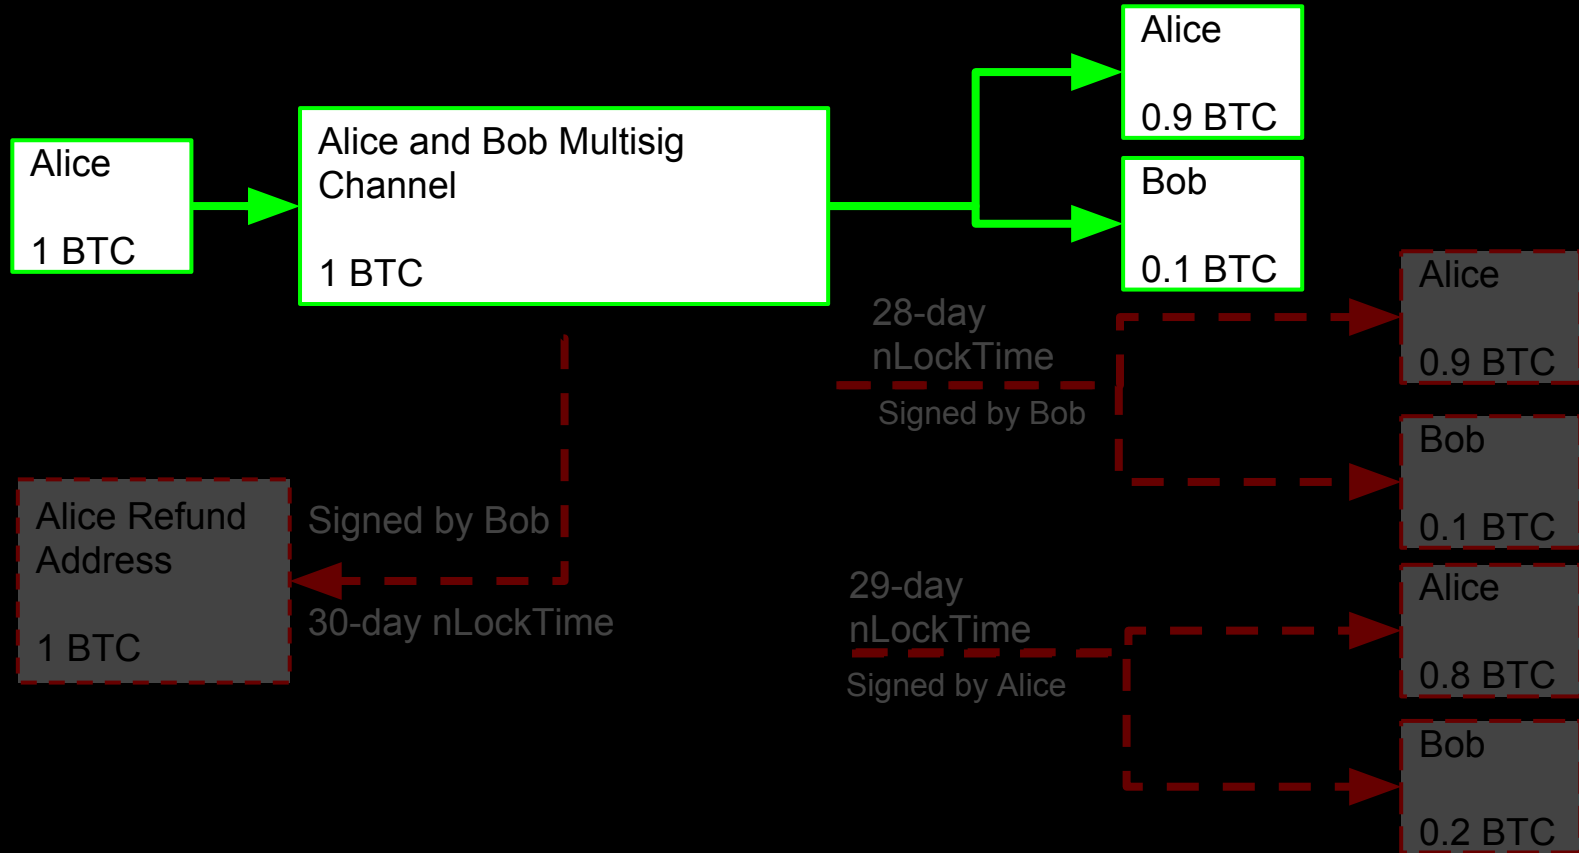 Alice
1 BTC
Alice and Bob Multisig
Channel
1 BTC
Alice
0.9 BTC
Bob
0.1 BTC
28-day
nLockTime
Signed by Bob
Alice
0.9 BTC
Bob
0.1 BTC
Alice Refund
Address
1 BTC
Signed by Bob
30-day nLockTime
29-day
nLockTime
Signed by Alice
Alice
0.8 BTC
Bob
0.2 BTC